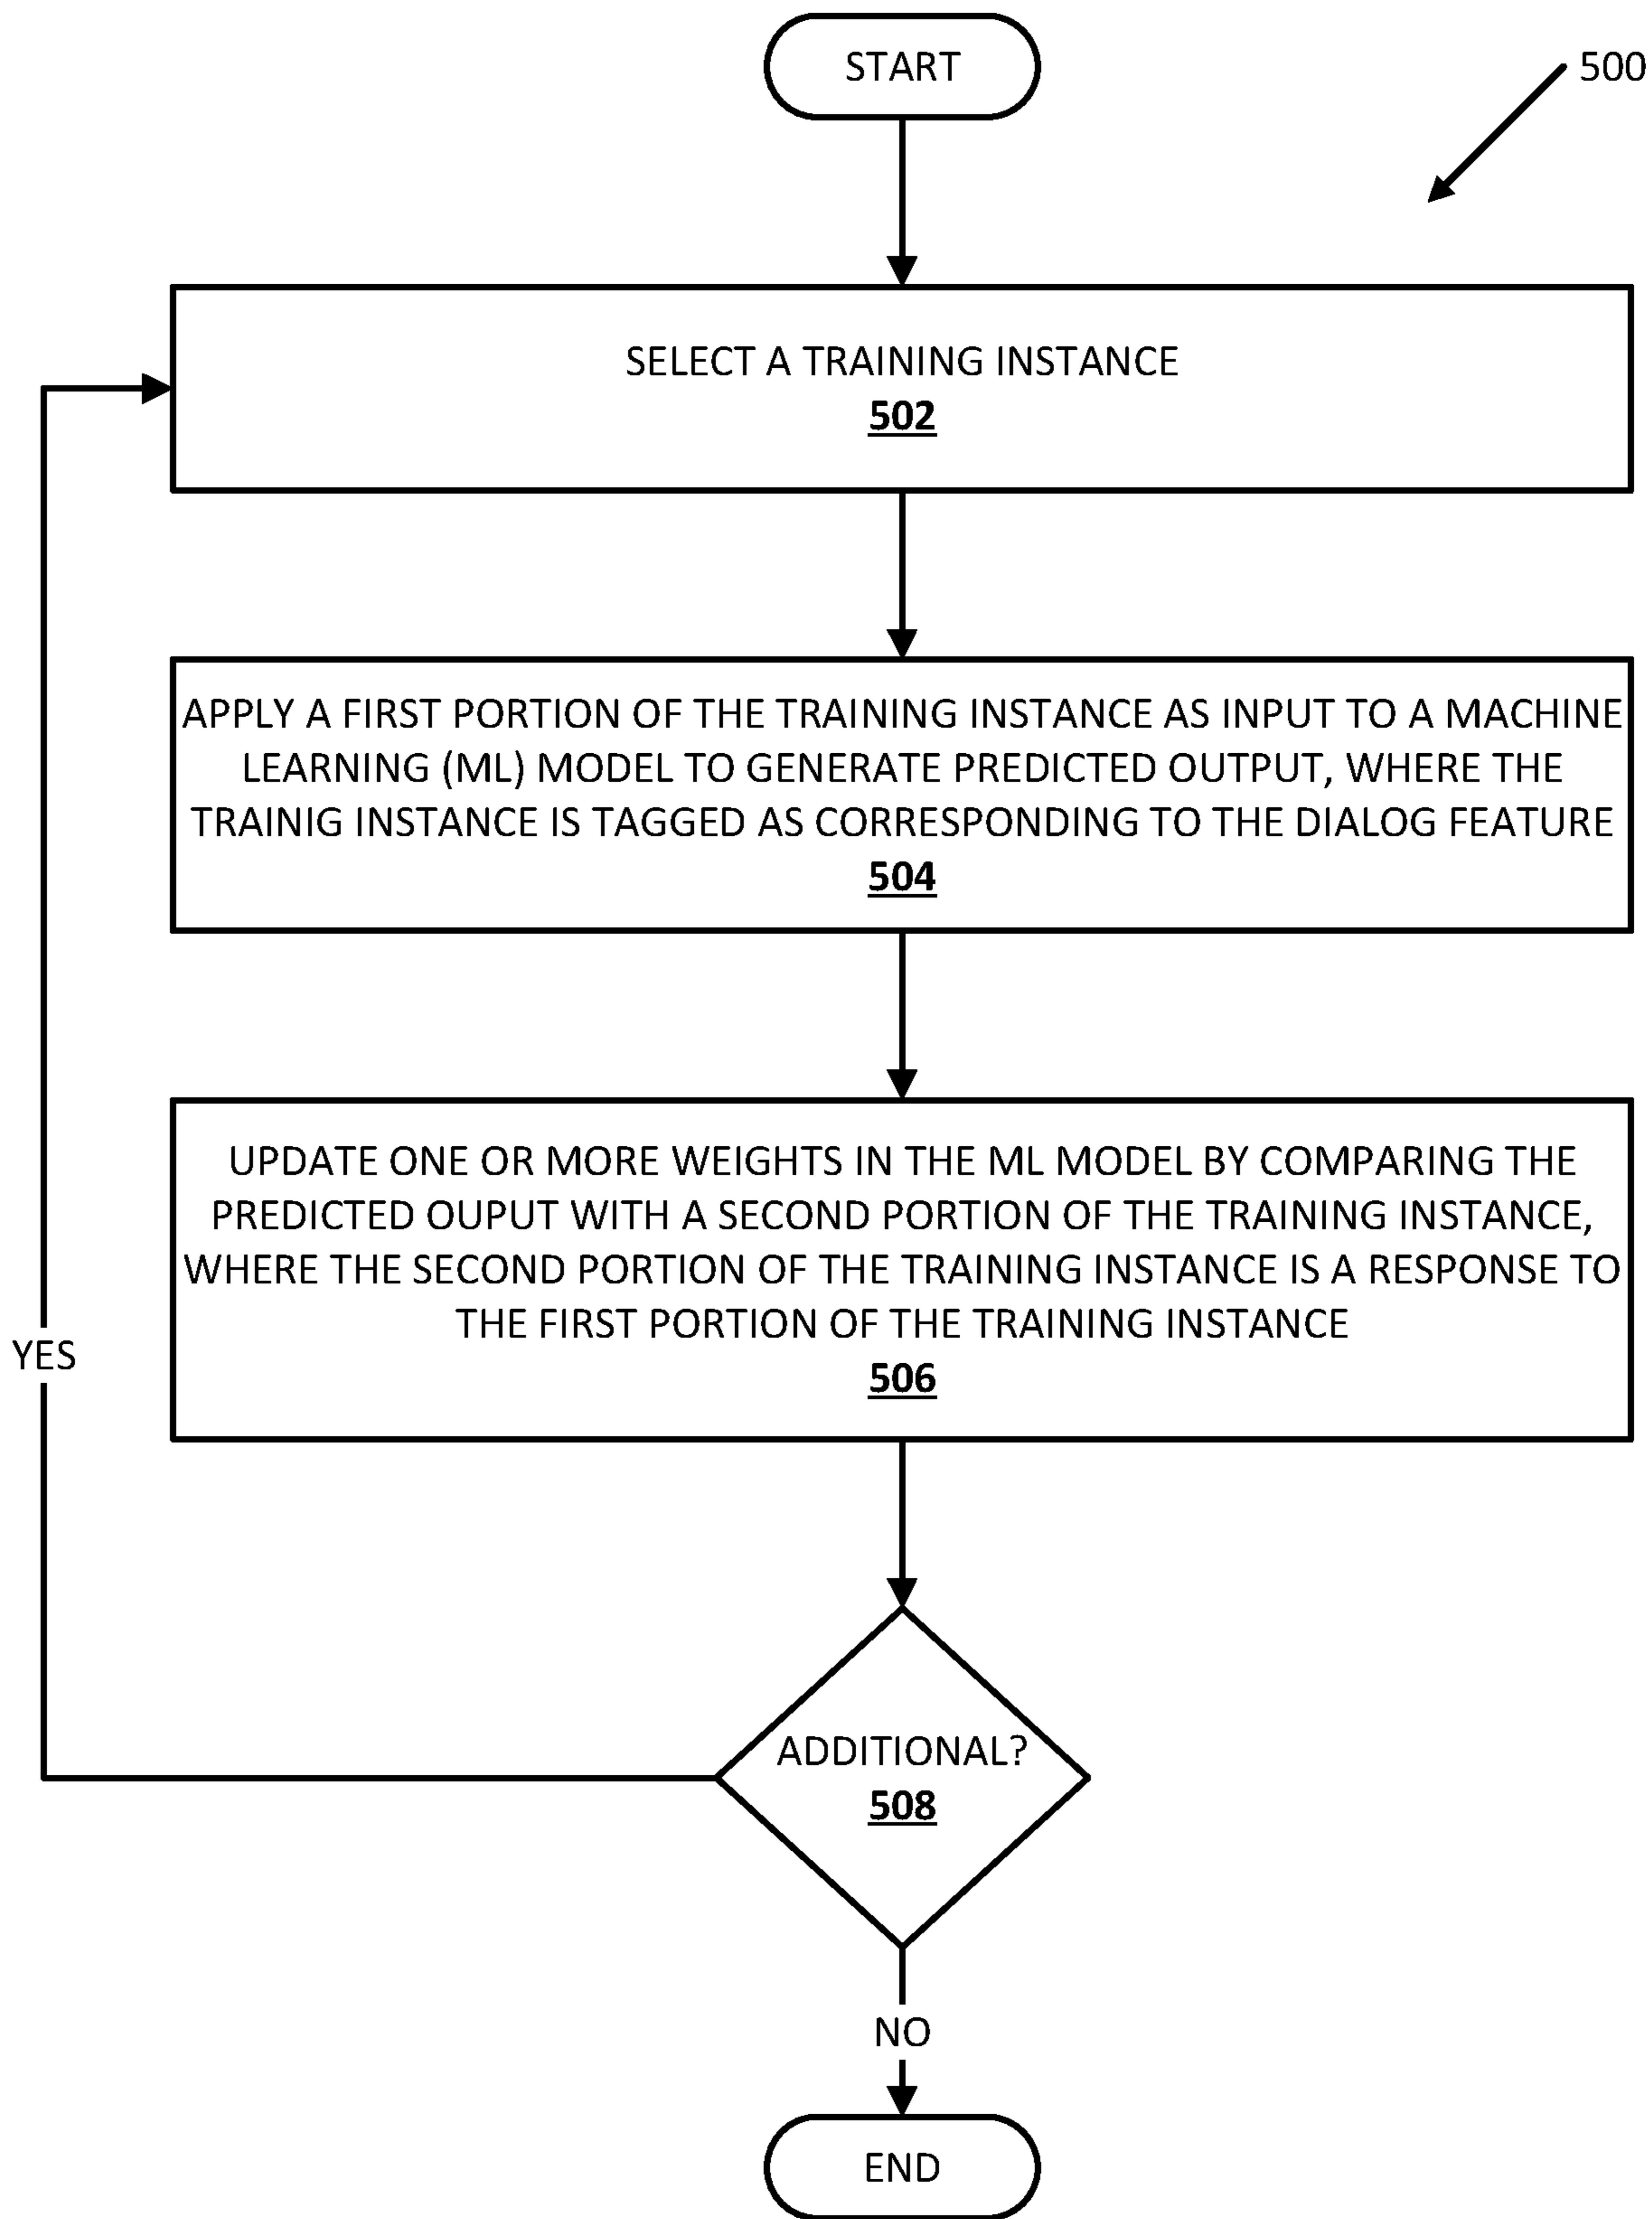 START
500
SELECT A TRAINING INSTANCE
502
APPLY A FIRST PORTION OF THE TRAINING INSTANCE AS INPUT TO A MACHINE
LEARNING (ML) MODEL TO GENERATE PREDICTED OUTPUT, WHERE THE
TRAINIG INSTANCE IS TAGGED AS CORRESPONDING TO THE DIALOG FEATURE
504
UPDATE ONE OR MORE WEIGHTS IN THE ML MODEL BY COMPARING THE
PREDICTED OUPUT WITH A SECOND PORTION OF THE TRAINING INSTANCE,
WHERE THE SECOND PORTION OF THE TRAINING INSTANCE IS A RESPONSE TO
THE FIRST PORTION OF THE TRAINING INSTANCE
506
YES
ADDITIONAL?
508
NO
END